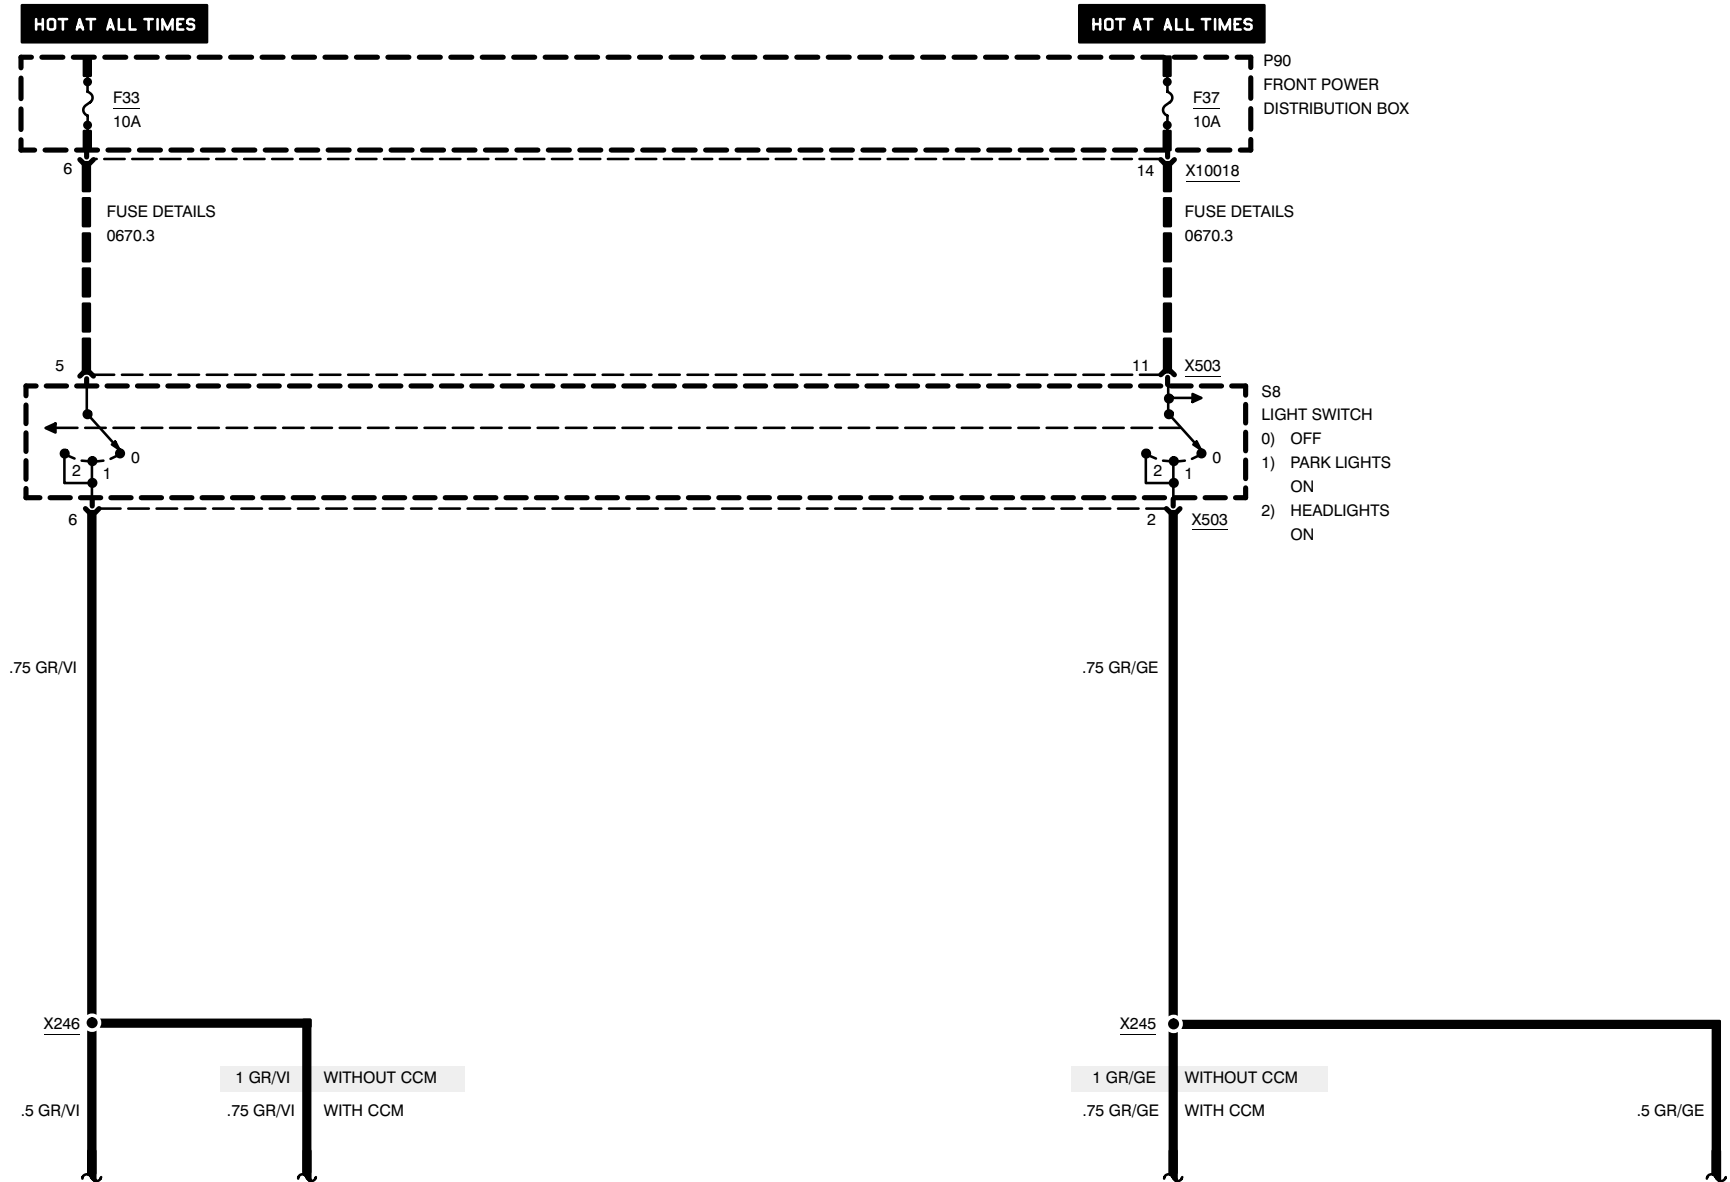 HOT AT ALL TIMES
HOT AT ALL TIMES
F33
10A
F37
10A
P90
FRONT POWER
DISTRIBUTION BOX
6
14
X10018
FUSE DETAILS
0670.3
FUSE DETAILS
0670.3
5
11
X503
2
1
0
2
1
0
S8
LIGHT SWITCH
0) OFF
1) PARK LIGHTS
ON
2) HEADLIGHTS
ON
6
2
X503
.75 GR/VI
.75 GR/GE
X246
X245
1 GR/VI
WITHOUT CCM
1 GR/GE
WITHOUT CCM
.5 GR/VI
.75 GR/VI
WITH CCM
.75 GR/GE
WITH CCM
.5 GR/GE